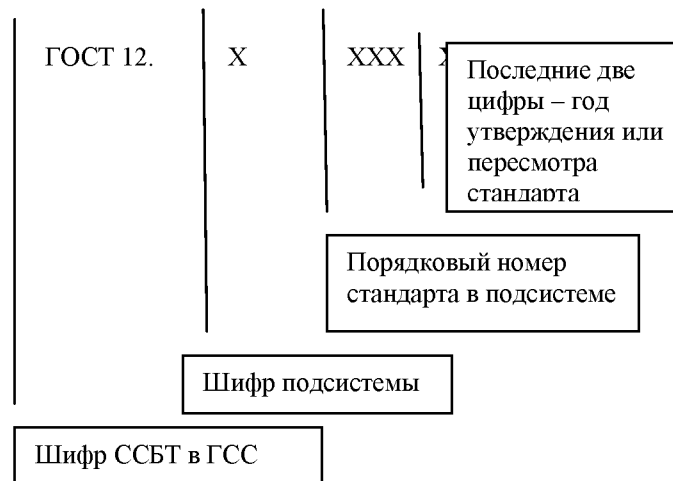 ГОСТ 12. Х ХХХ
Последние две
цифры – год
утверждения или
пересмотра
стандарта
Порядковый номер
стандарта в подсистеме
Шифр подсистемы
Шифр ССБТ в ГСС